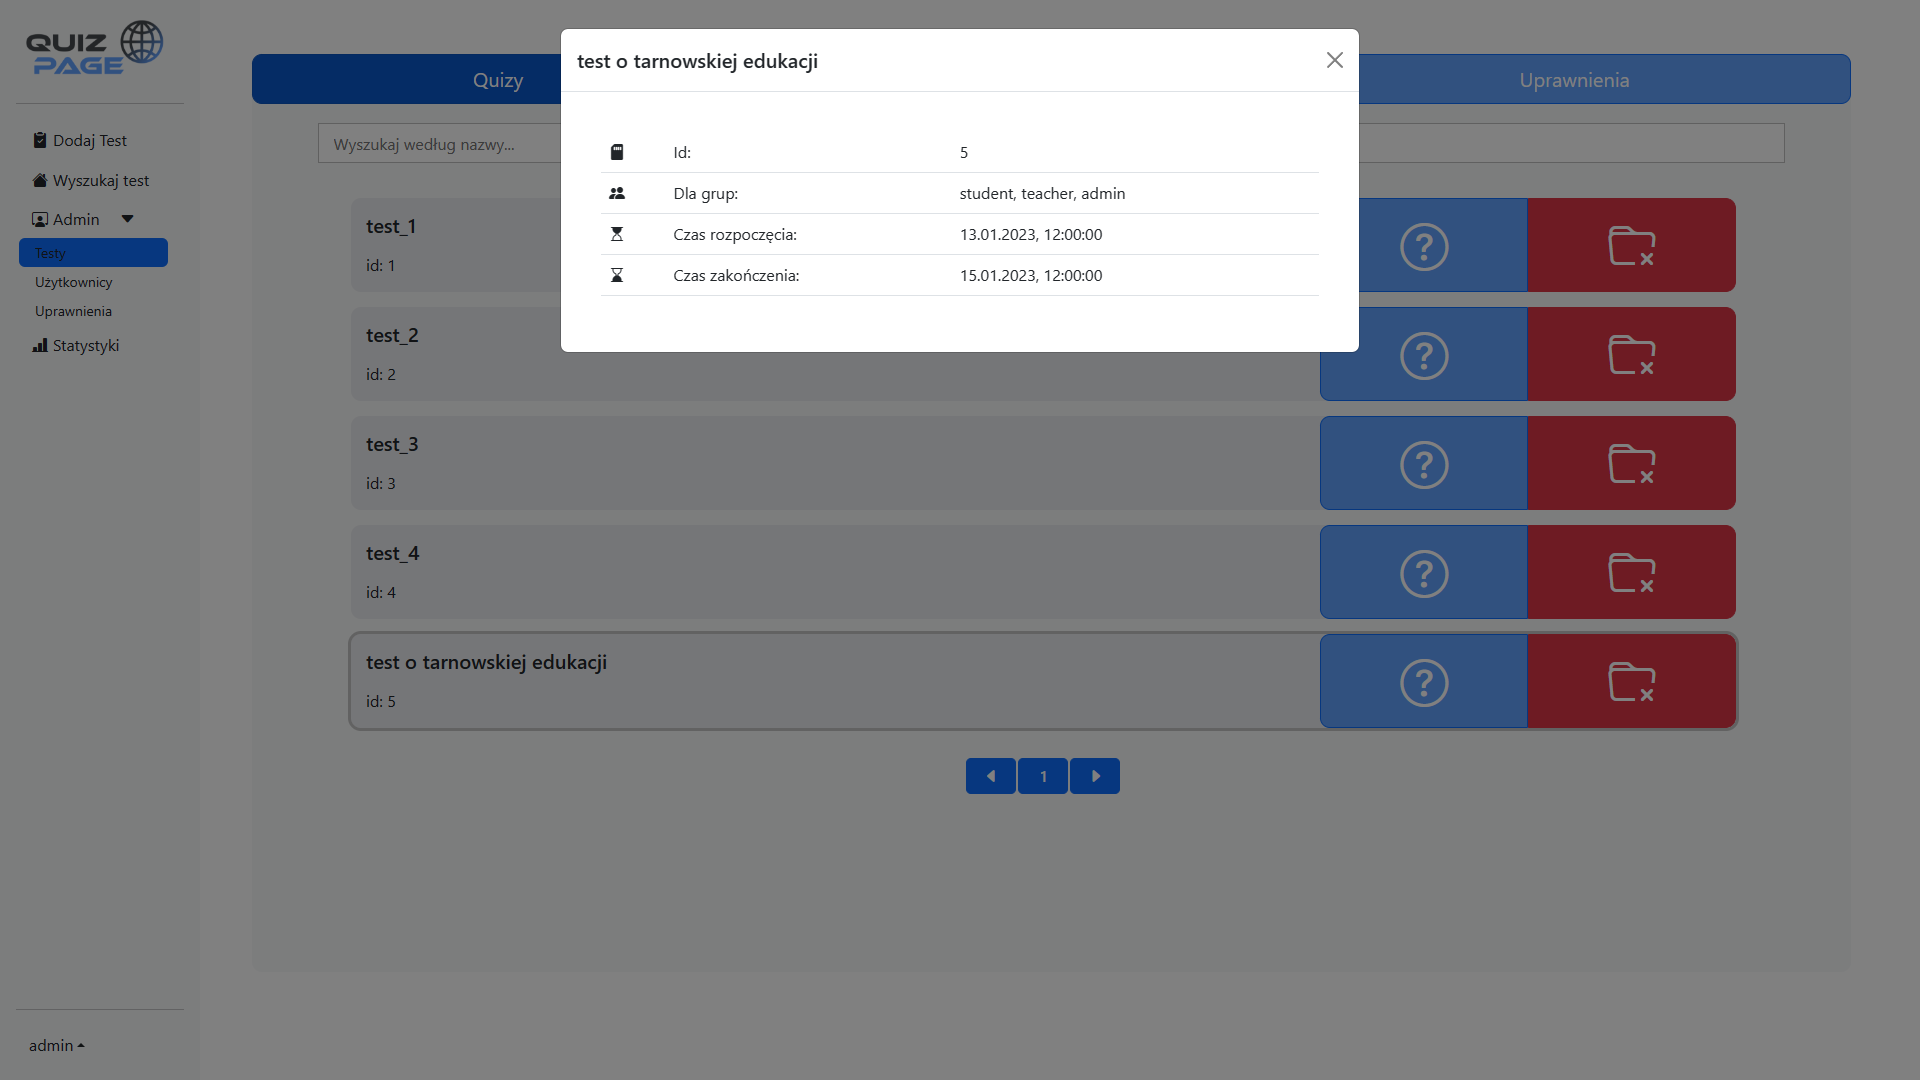 QUIZ
PAGE
Dodaj Test
Wyszukaj test
Admin
Testy
Użytkownicy
Uprawnienia
Statystyki
admin
Quizy
Uprawnienia
Wyszukaj według nazwy...
test o tarnowskiej edukacji
Id: 5
Dla grup: student, teacher, admin
Czas rozpoczęcia: 13.01.2023, 12:00:00
Czas zakończenia: 15.01.2023, 12:00:00
test_1
id: 1
test_2
id: 2
test_3
id: 3
test_4
id: 4
test o tarnowskiej edukacji
id: 5
1